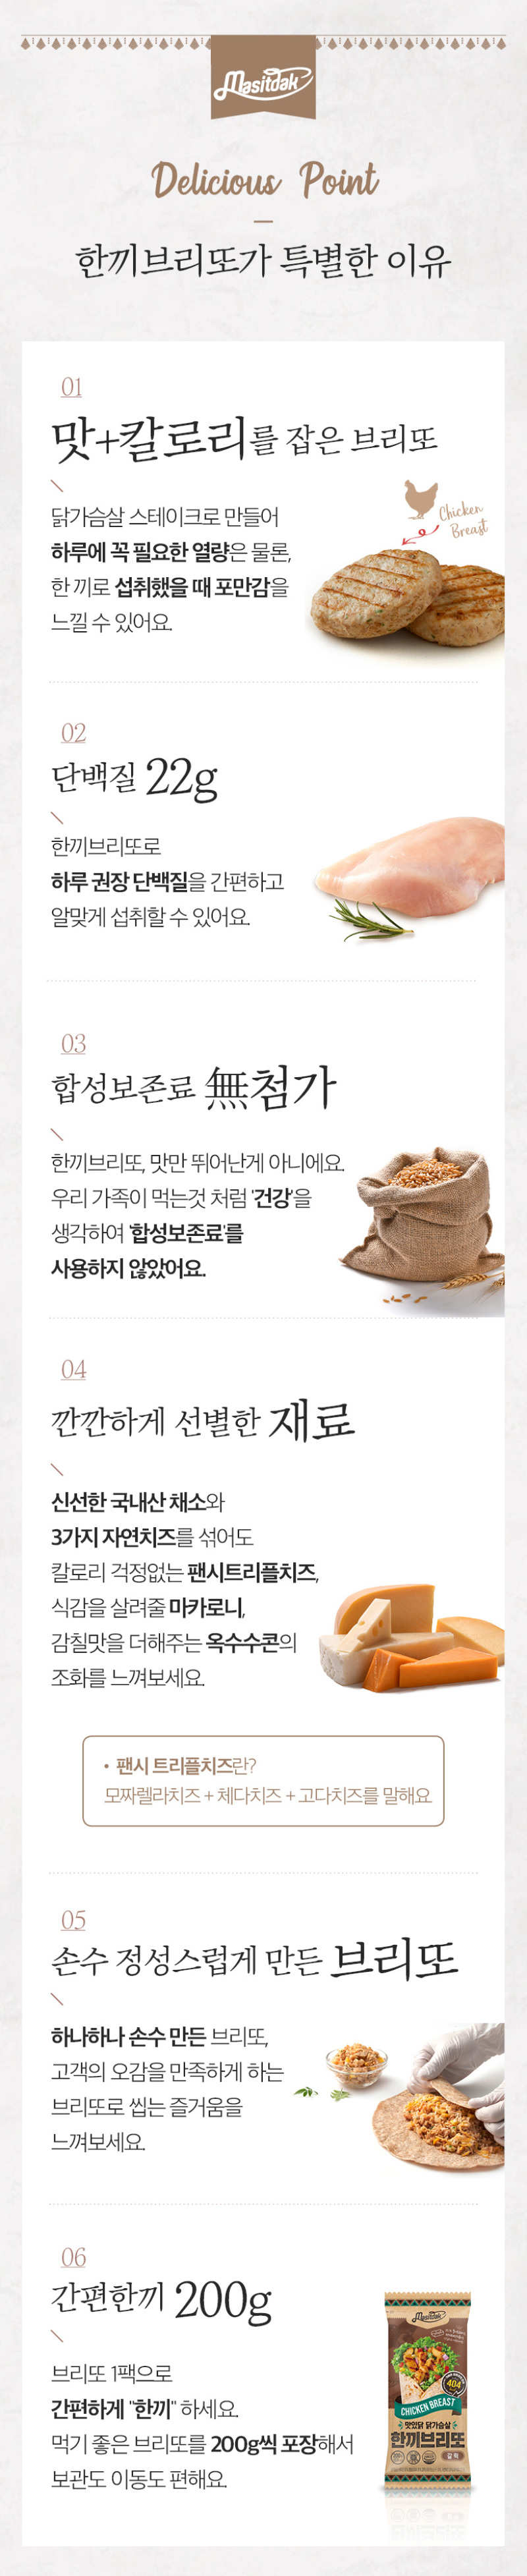 Masitdak
Delicious Point
한끼브리또가 특별한 이유
01
맛+칼로리를 잡은 브리또
닭가슴살 스테이크로 만들어
하루에 꼭 필요한 열량은 물론,
한 끼로 섭취했을 때 포만감을
느낄 수 있어요.
Chicken
Breast
02
단백질 22g
한끼브리또로
하루 권장 단백질을 간편하고
알맞게 섭취할 수 있어요.
03
합성보존료 無첨가
한끼브리또, 맛만 뛰어난게 아니에요.
우리 가족이 먹는것 처럼 '건강'을
생각하여 '합성보존료'를
사용하지 않았어요.
04
깐깐하게 선별한 재료
신선한 국내산 채소와
3가지 자연치즈를 섞어도
칼로리 걱정없는 팬시트리플치즈,
식감을 살려줄 마카로니,
감칠맛을 더해주는 옥수수콘의
조화를 느껴보세요.
• 팬시 트리플치즈란?
모짜렐라치즈 + 체다치즈 + 고다치즈를 말해요.
05
손수 정성스럽게 만든 브리또
하나하나 손수 만든 브리또,
고객의 오감을 만족하게 하는
브리또로 씹는 즐거움을
느껴보세요.
06
간편한끼 200g
브리또 1팩으로
간편하게 "한끼" 하세요.
먹기 좋은 브리또를 200g씩 포장해서
보관도 이동도 편해요.
Masitdak
404
CHICKEN BREAST
맛있닭 닭가슴살
한끼브리또
갈릭